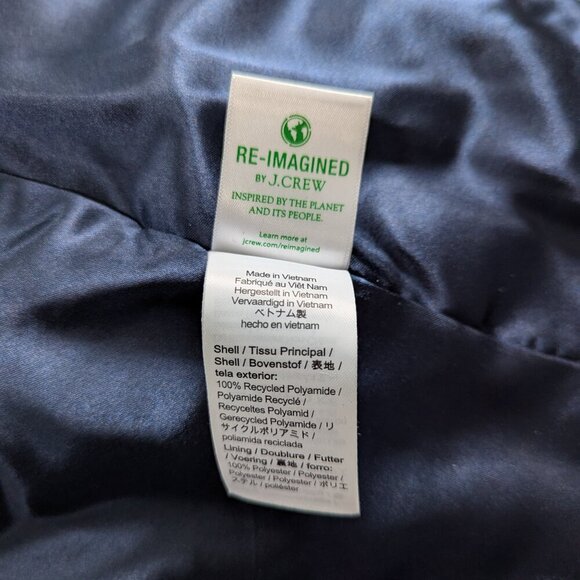 RE-IMAGINED
BY J.CREW
INSPIRED BY THE PLANET
AND ITS PEOPLE.
Learn more at
jcrew.com/reimagined
Made in Vietnam
Fabriqué au Viêt Nam
Hergestellt in Vietnam
Vervaardigd in Vietnam
ベトナム製
hecho en vietnam
Shell / Tissu Principal /
Shell / Bovenstof / 表地 /
tela exterior:
100% Recycled Polyamide /
Polyamide Recyclé /
Recyceltes Polyamid /
Gerecycled Polyamide / リ
サイクルポリアミド /
poliamida reciclada
Lining / Doublure / Futter
/ Voering / 裏地 / forro:
100% Polyester / Polyester /
Polyester / Polyester / ポリエ
ステル / poliéster